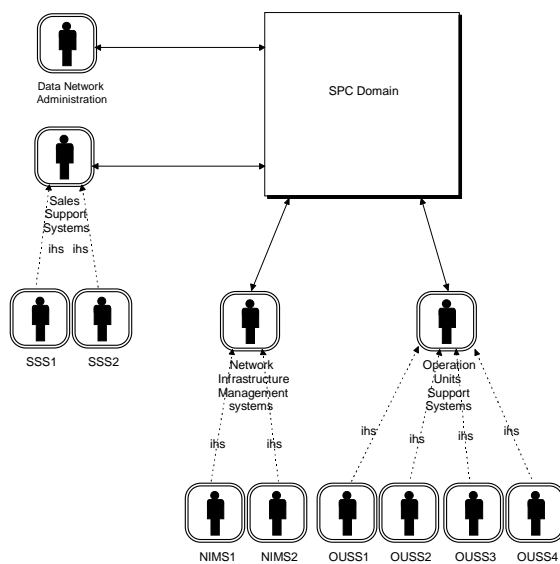 SPC Domain
Data Network
Administration
Sales
Support
Systems
ihs
ihs
SSS1
SSS2
Network
Infrastructure
Management
systems
Operation
Units
Support
Systems
ihs
ihs
ihs
ihs
ihs
ihs
NIMS1
NIMS2
OUSS1
OUSS2
OUSS3
OUSS4